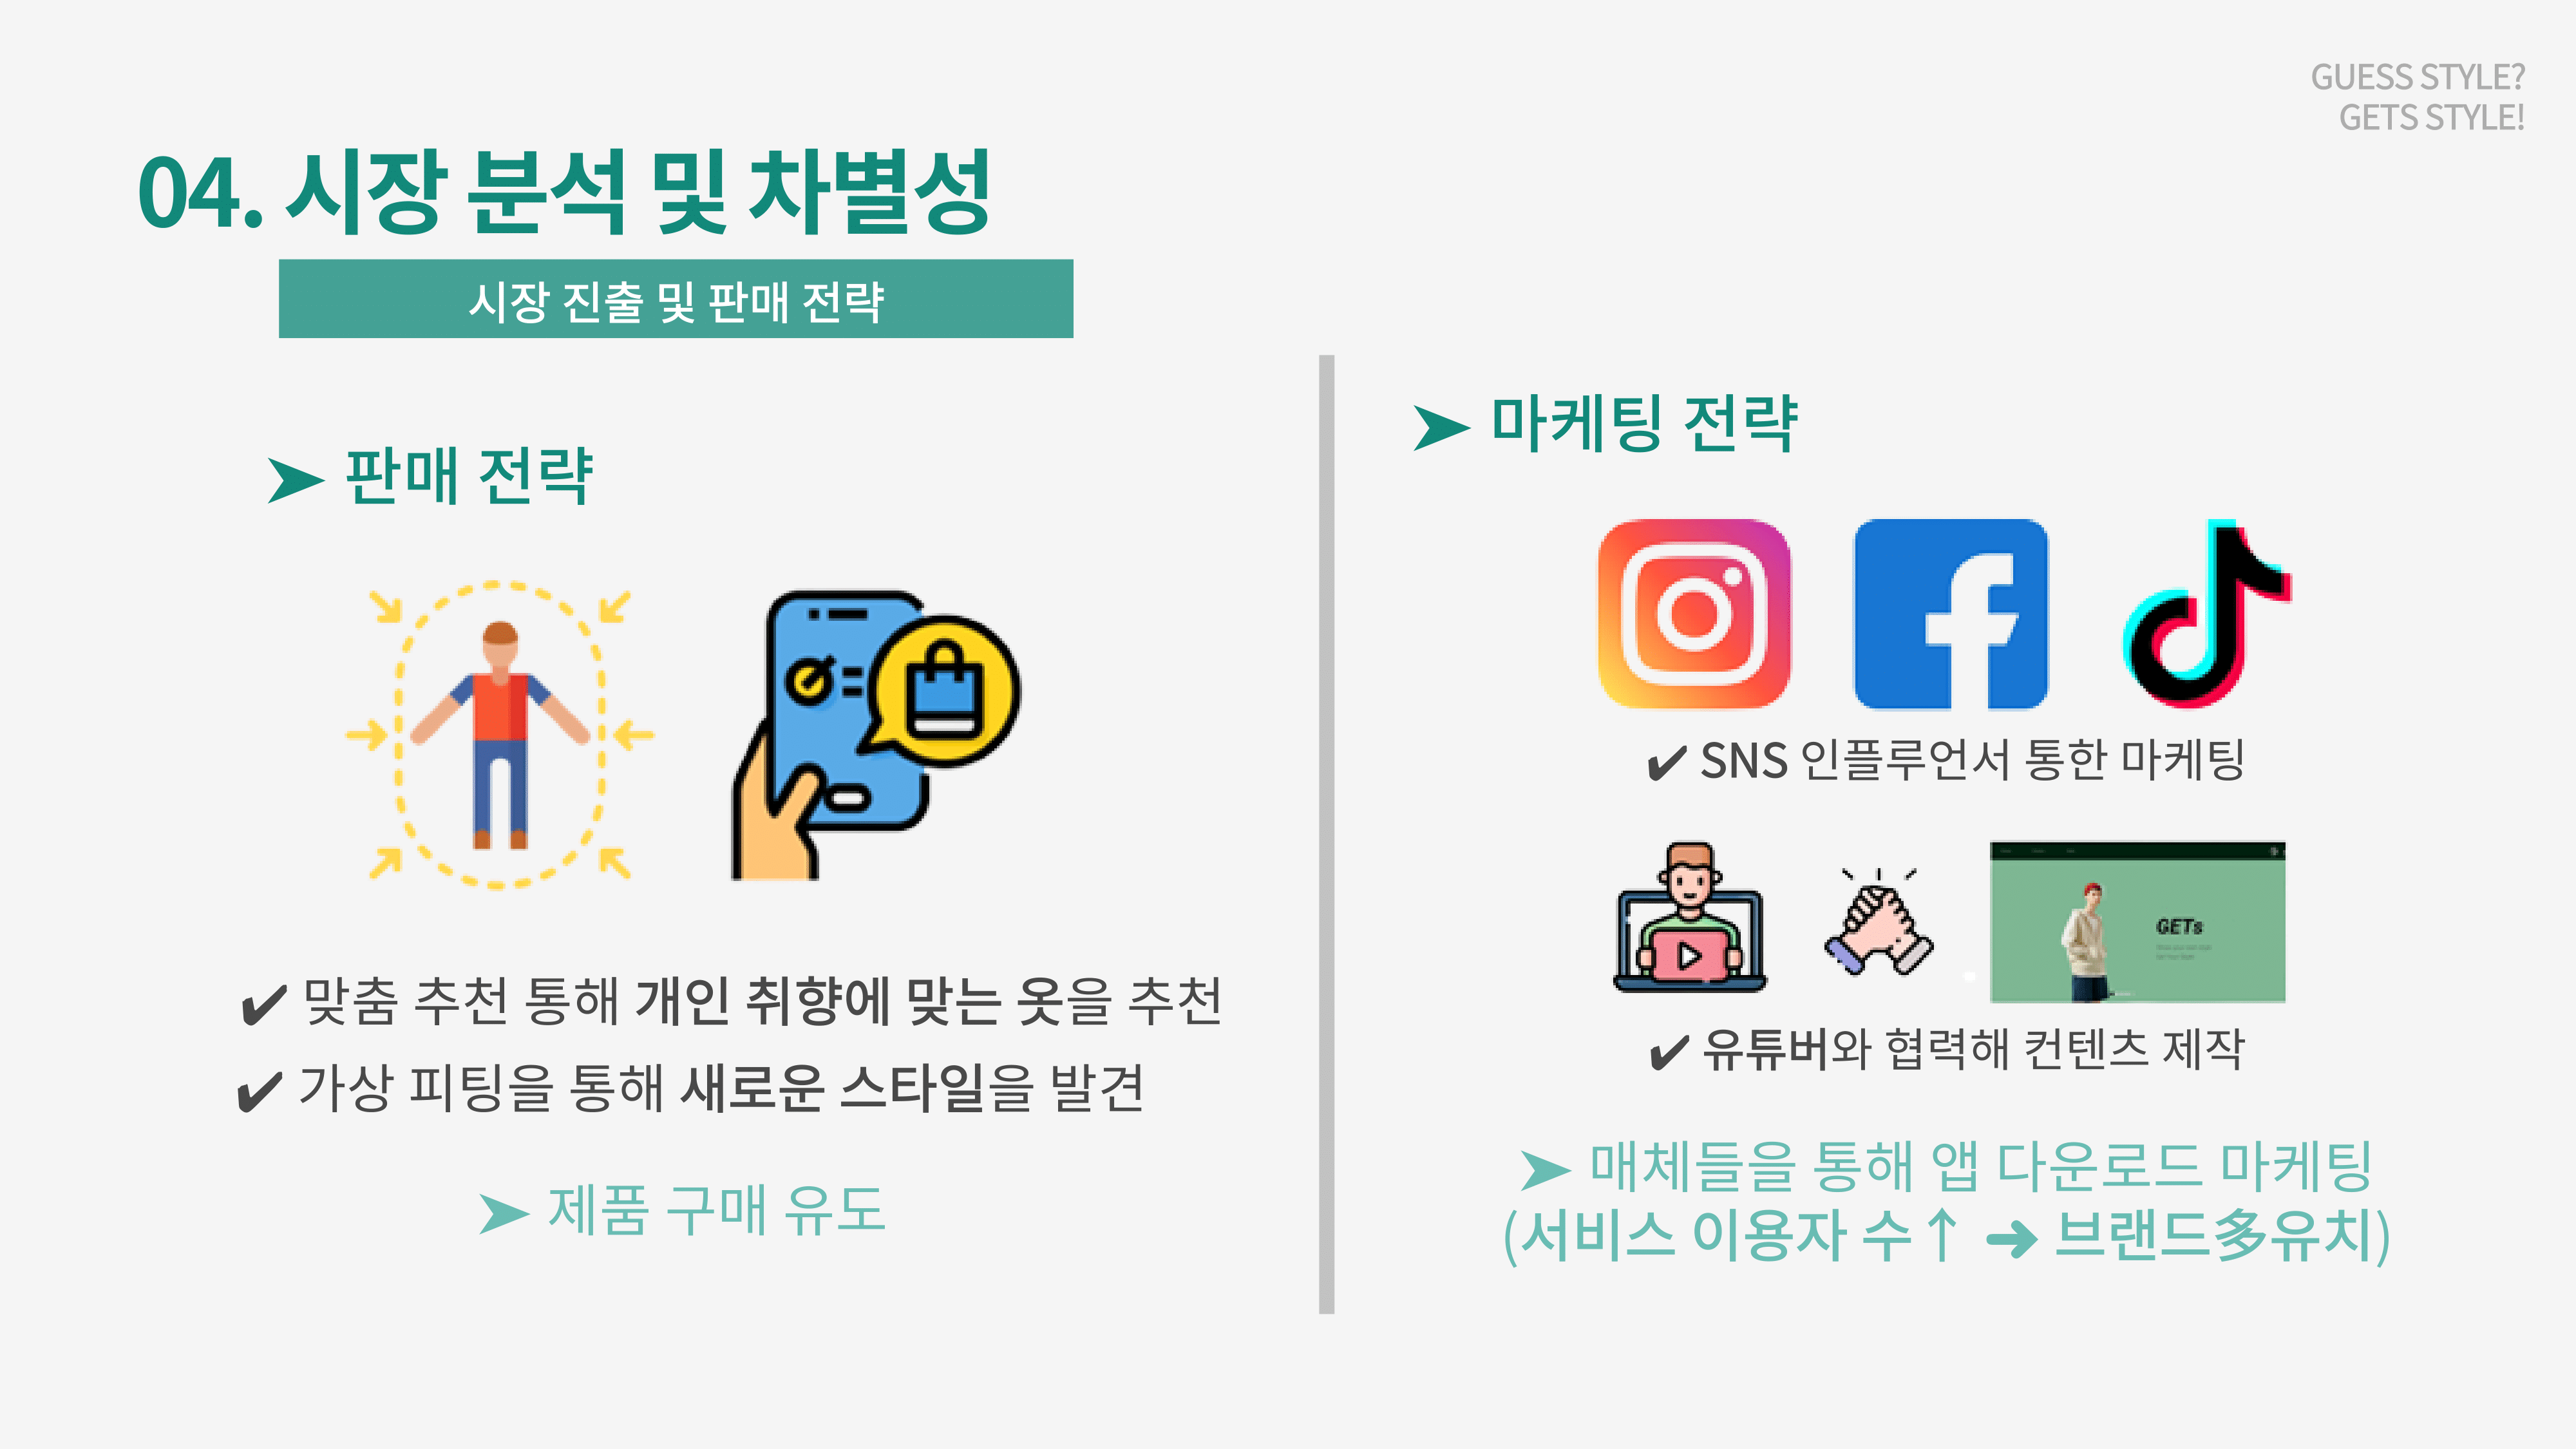 GUESS STYLE?
GETS STYLE!
04. 시장 분석 및 차별성
시장 진출 및 판매 전략
➤ 판매 전략
✔ 맞춤 추천 통해 개인 취향에 맞는 옷을 추천
✔ 가상 피팅을 통해 새로운 스타일을 발견
➤ 제품 구매 유도
➤ 마케팅 전략
✔ SNS 인플루언서 통한 마케팅
GETs
✔ 유튜버와 협력해 컨텐츠 제작
➤ 매체들을 통해 앱 다운로드 마케팅
(서비스 이용자 수↑ ➜ 브랜드多유치)